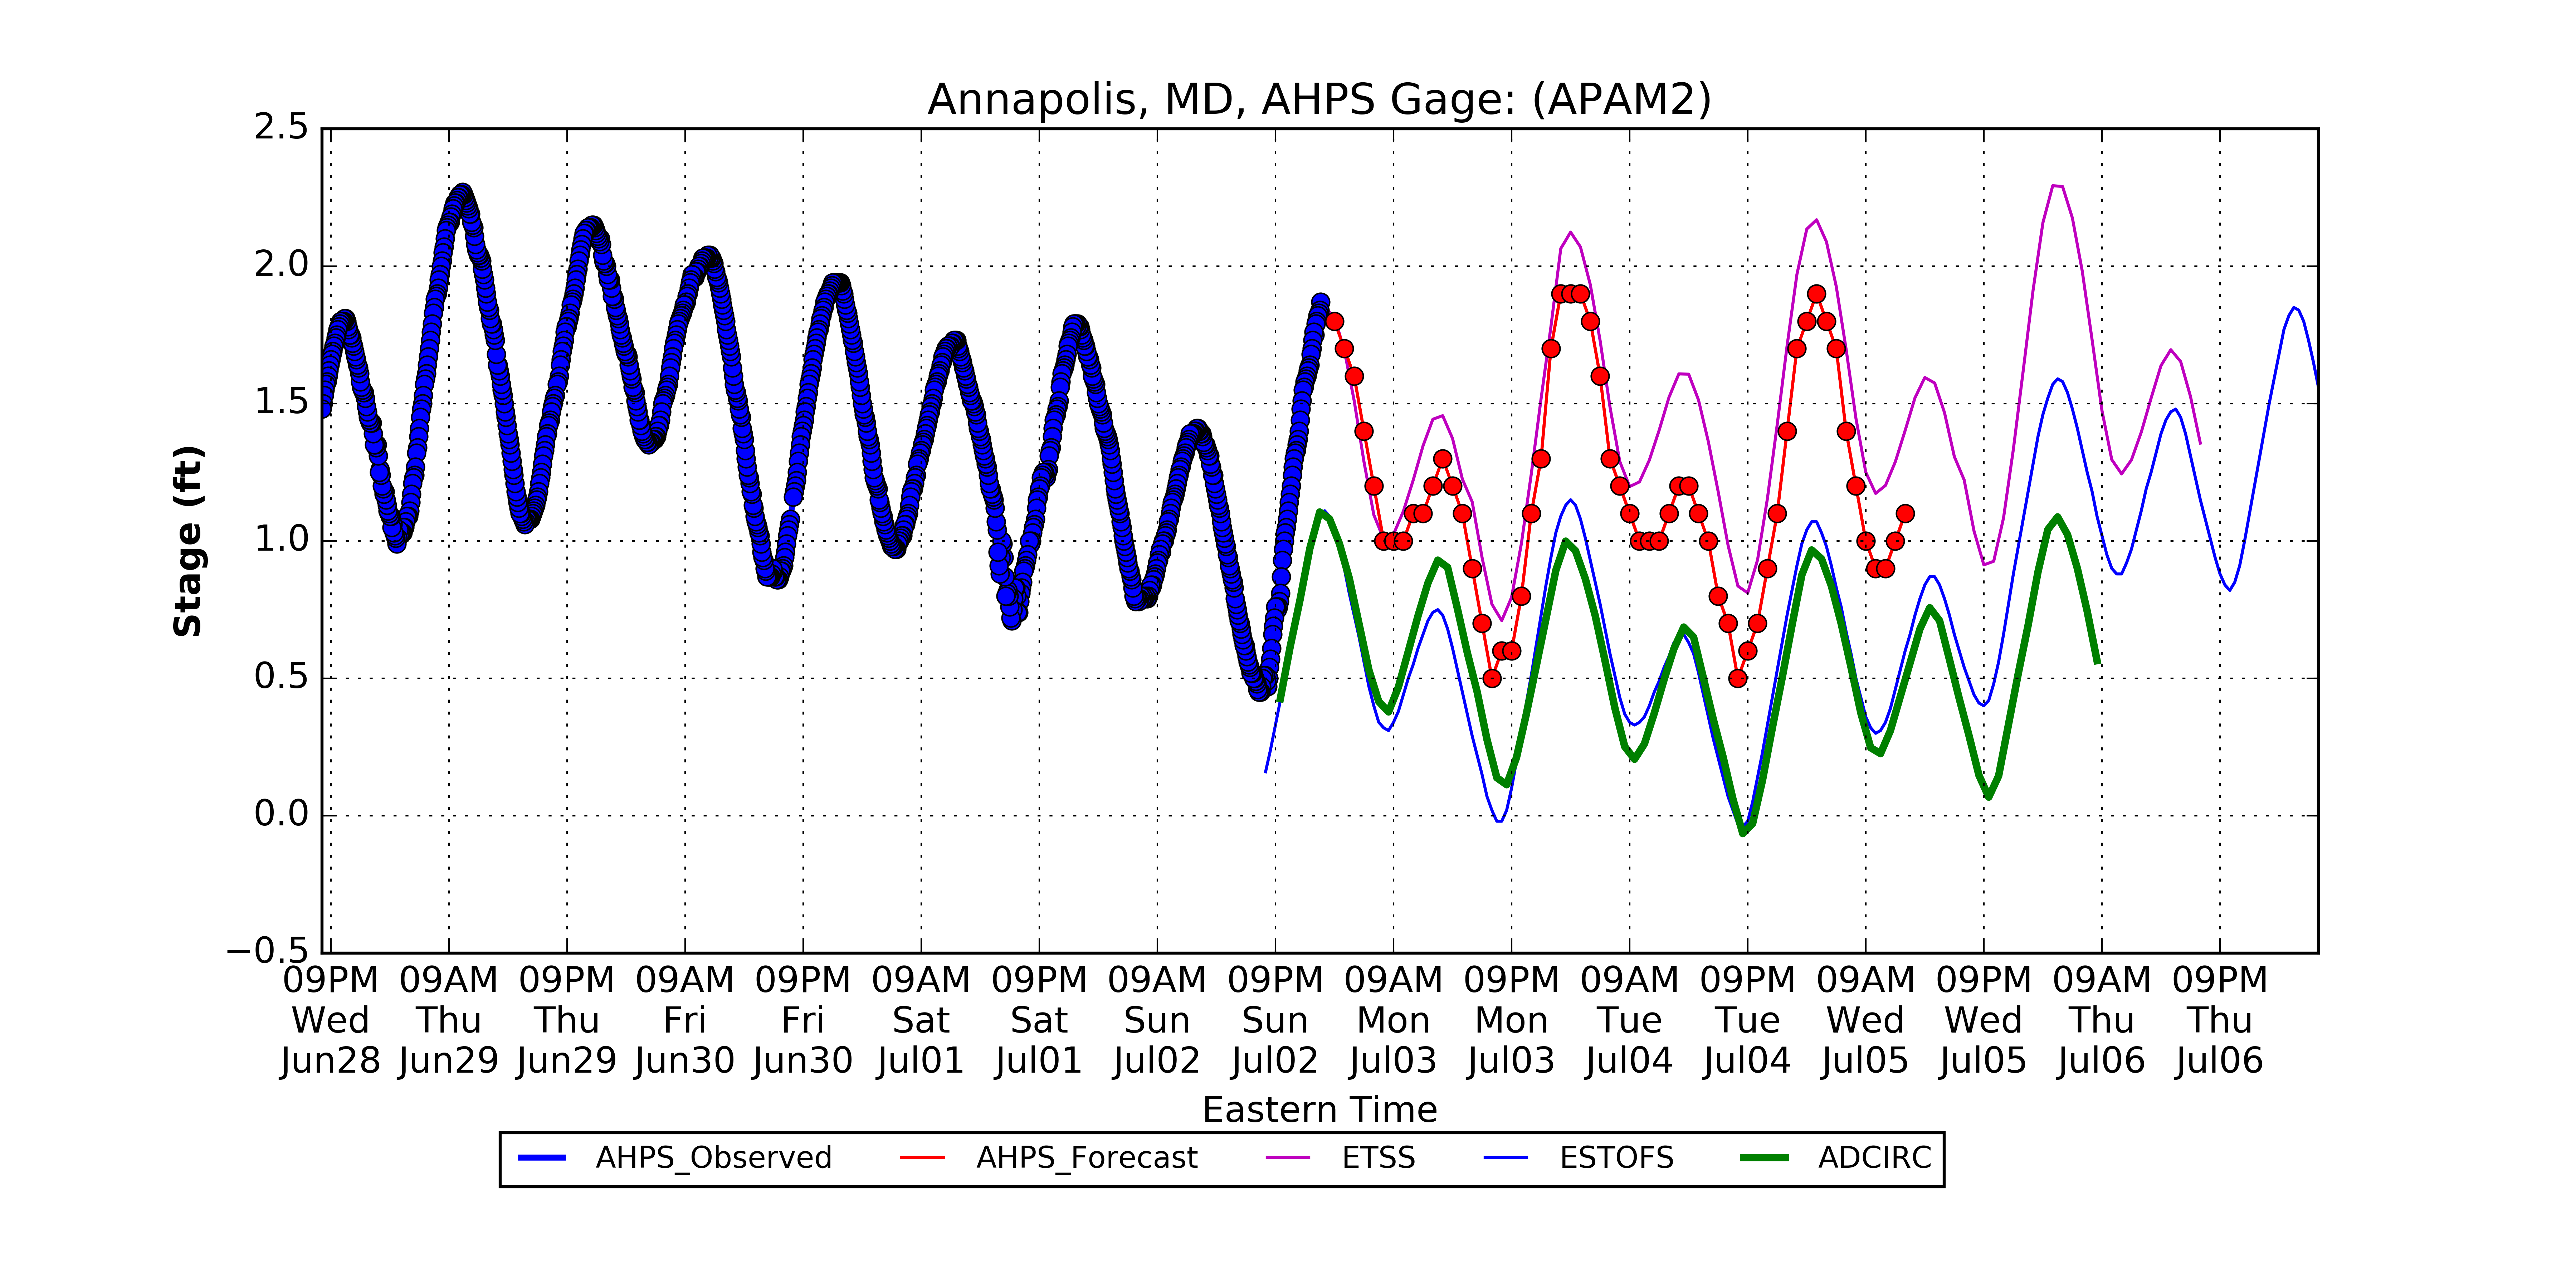 Annapolis, MD, AHPS Gage: (APAM2)
2.5
2.0
1.5
1.0
0.5
0.0
−0.5
Stage (ft)
09PM 09AM 09PM 09AM 09PM 09AM 09PM 09AM 09PM 09AM 09PM 09AM 09PM 09AM 09PM 09AM 09PM
Wed Thu Thu Fri Fri Sat Sat Sun Sun Mon Mon Tue Tue Wed Wed Thu Thu
Jun28 Jun29 Jun29 Jun30 Jun30 Jul01 Jul01 Jul02 Jul02 Jul03 Jul03 Jul04 Jul04 Jul05 Jul05 Jul06 Jul06
Eastern Time
AHPS_Observed AHPS_Forecast ETSS ESTOFS ADCIRC